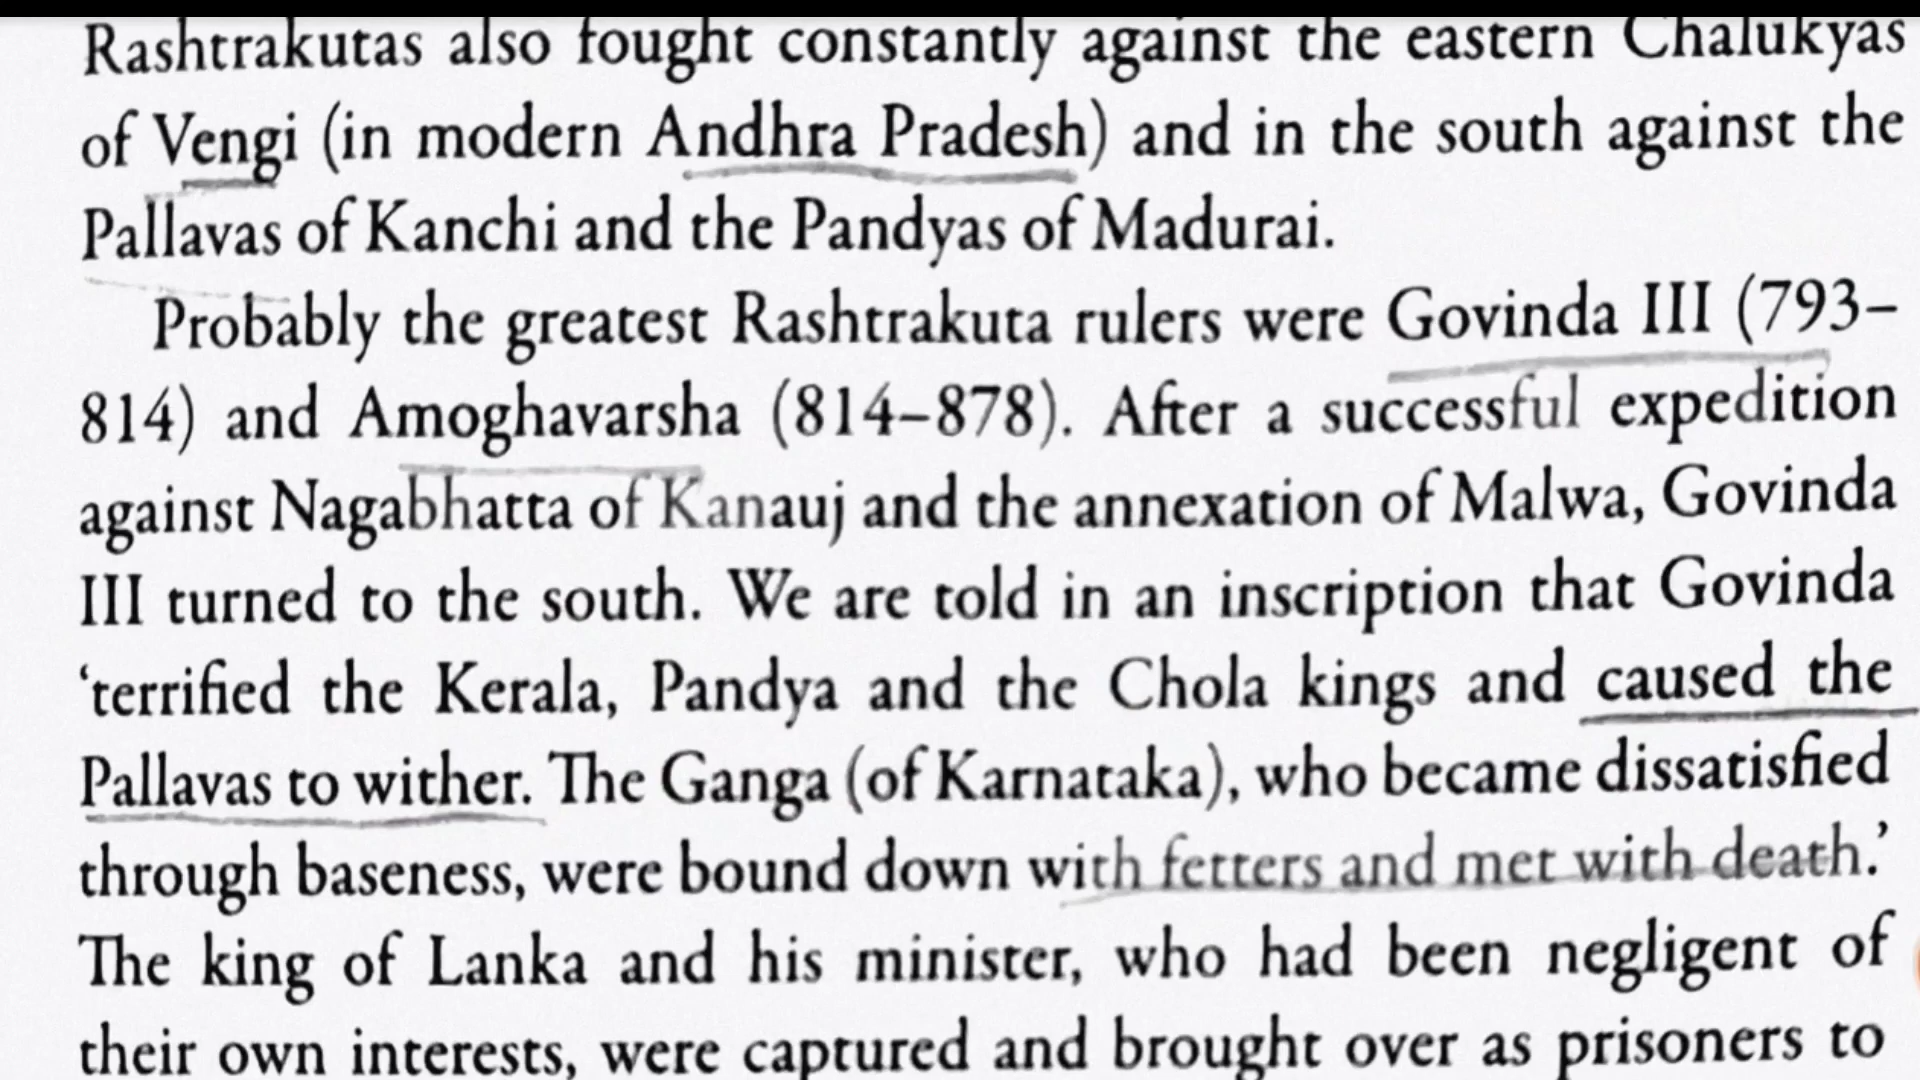 Rashtrakutas also fought constantly against the eastern Chalukyas
of Vengi (in modern Andhra Pradesh) and in the south against the
Pallavas of Kanchi and the Pandyas of Madurai.
Probably the greatest Rashtrakuta rulers were Govinda III (793–
814) and Amoghavarsha (814–878). After a successful expedition
against Nagabhatta of Kanauj and the annexation of Malwa, Govinda
III turned to the south. We are told in an inscription that Govinda
‘terrified the Kerala, Pandya and the Chola kings and caused the
Pallavas to wither. The Ganga (of Karnataka), who became dissatisfied
through baseness, were bound down with fetters and met with death.’
The king of Lanka and his minister, who had been negligent of
their own interests, were captured and brought over as prisoners to